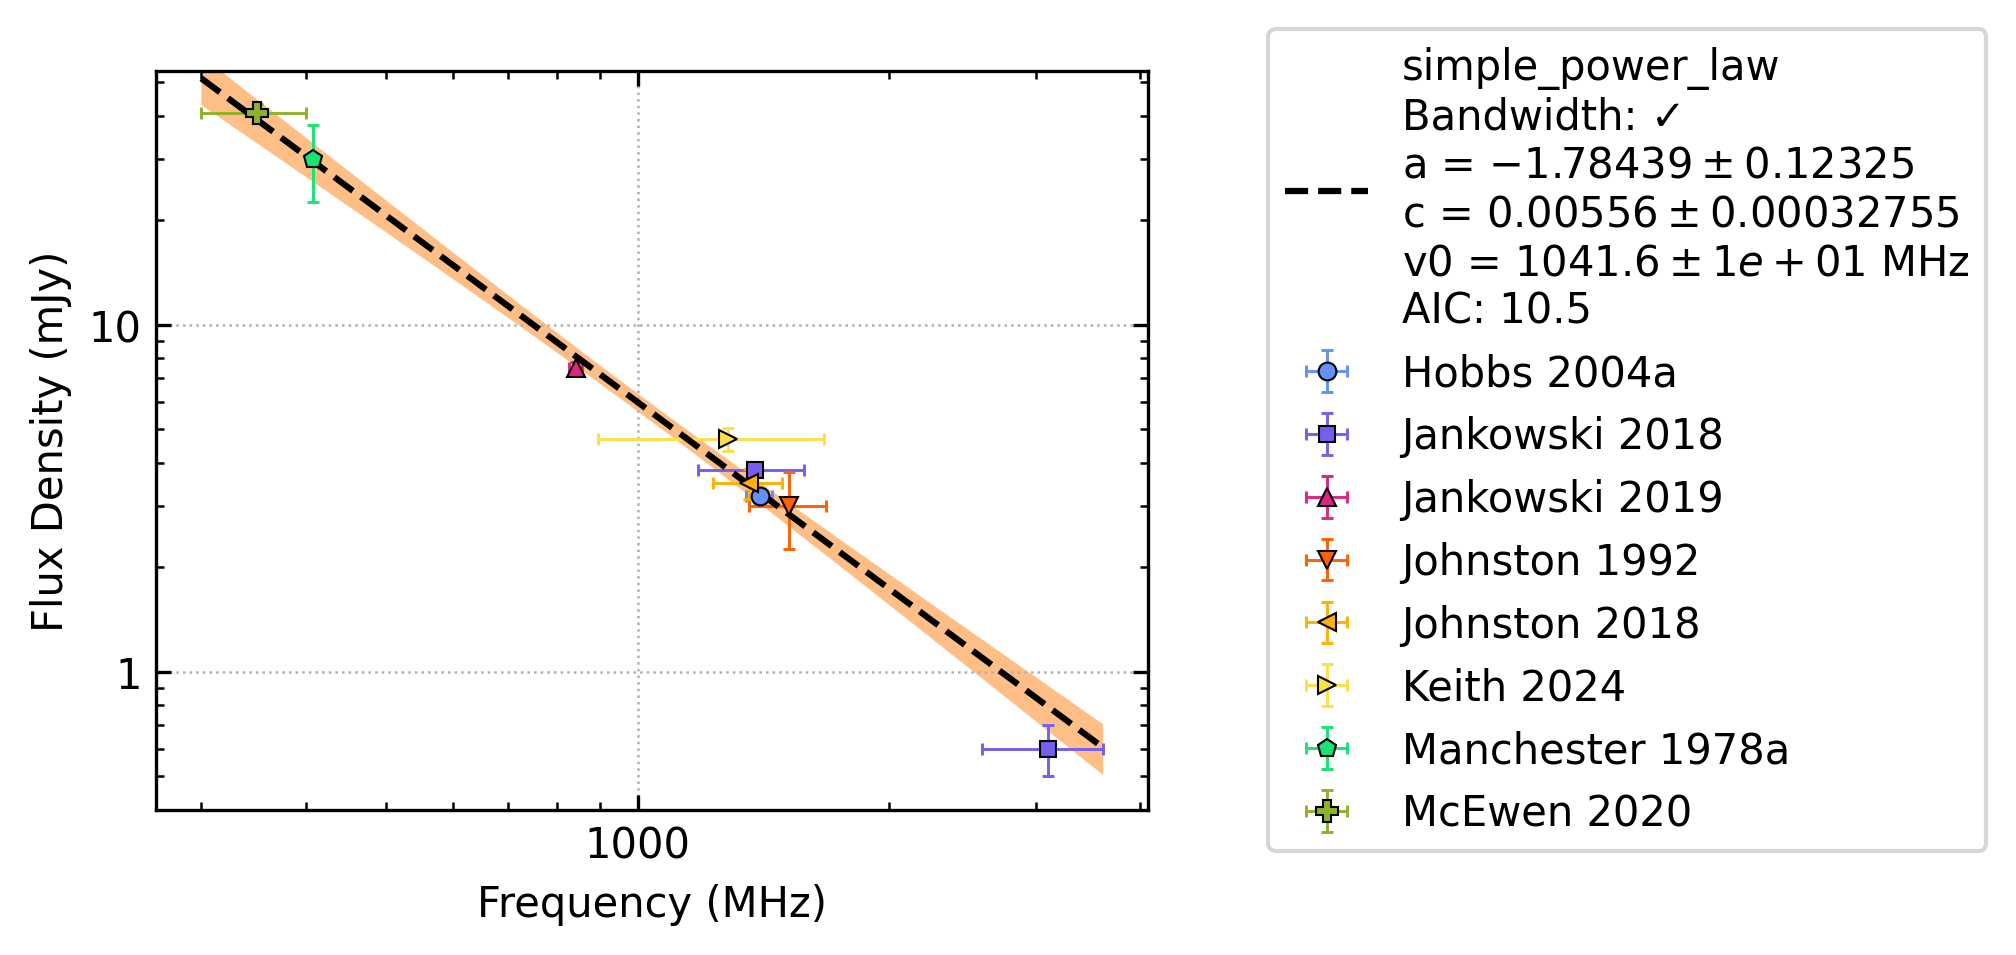 Flux Density (mJy)
10
1
1000
Frequency (MHz)
simple_power_law
Bandwidth: ✓
a = −1.78439 ± 0.12325
c = 0.00556 ± 0.00032755
v0 = 1041.6 ± 1e + 01 MHz
AIC: 10.5
Hobbs 2004a
Jankowski 2018
Jankowski 2019
Johnston 1992
Johnston 2018
Keith 2024
Manchester 1978a
McEwen 2020